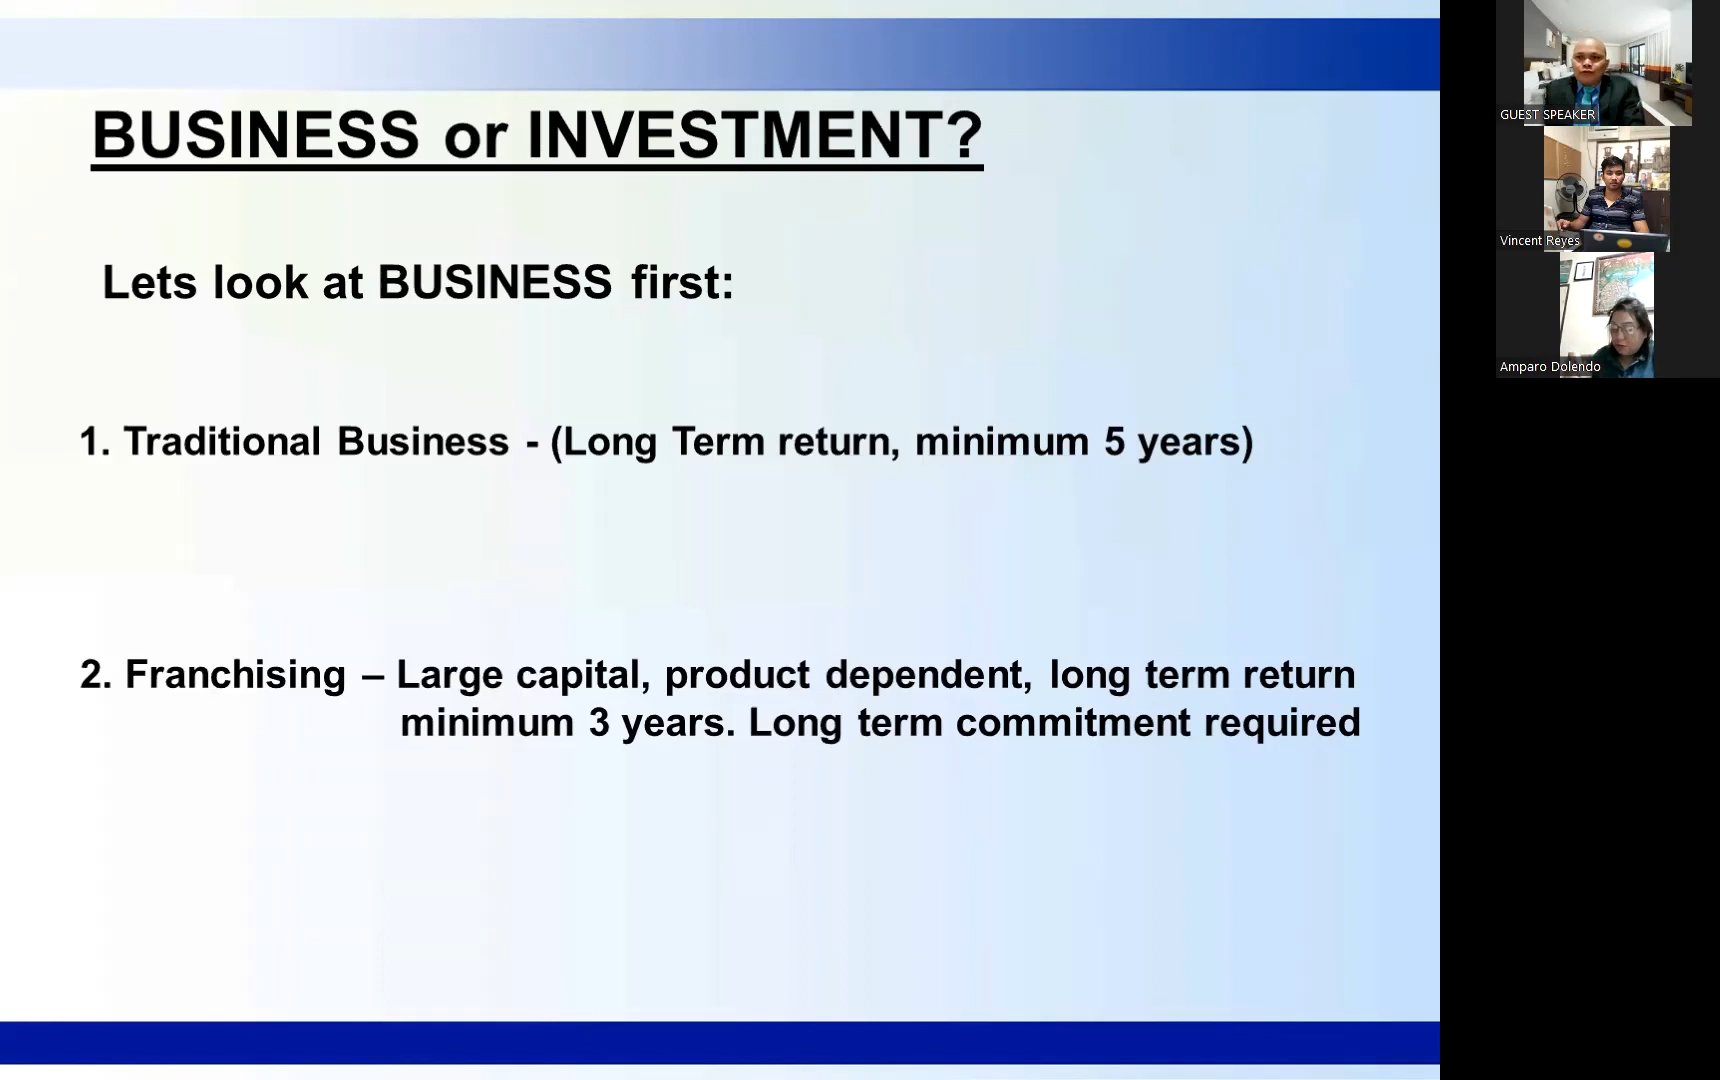 BUSINESS or INVESTMENT?
Lets look at BUSINESS first:
1. Traditional Business - (Long Term return, minimum 5 years)
2. Franchising – Large capital, product dependent, long term return
minimum 3 years. Long term commitment required
GUEST SPEAKER
Vincent Reyes
Amparo Dolendo